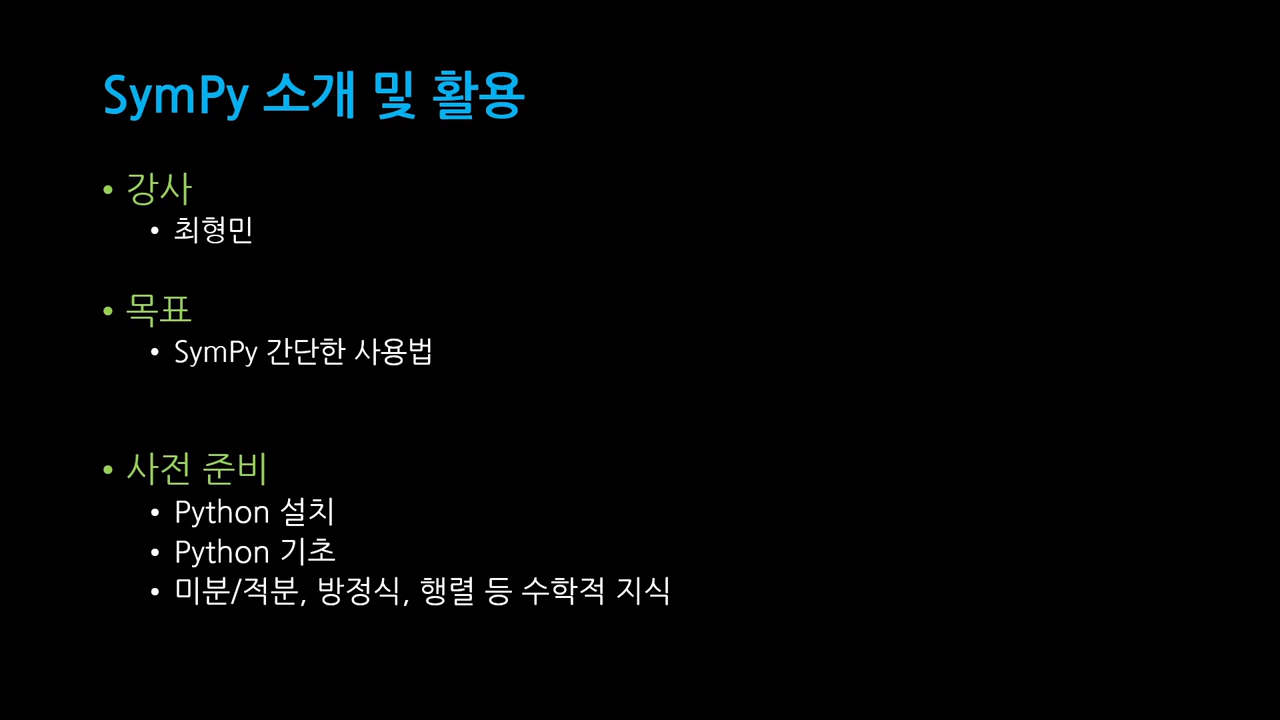 SymPy 소개 및 활용
• 강사
• 최형민
• 목표
• SymPy 간단한 사용법
• 사전 준비
• Python 설치
• Python 기초
• 미분/적분, 방정식, 행렬 등 수학적 지식